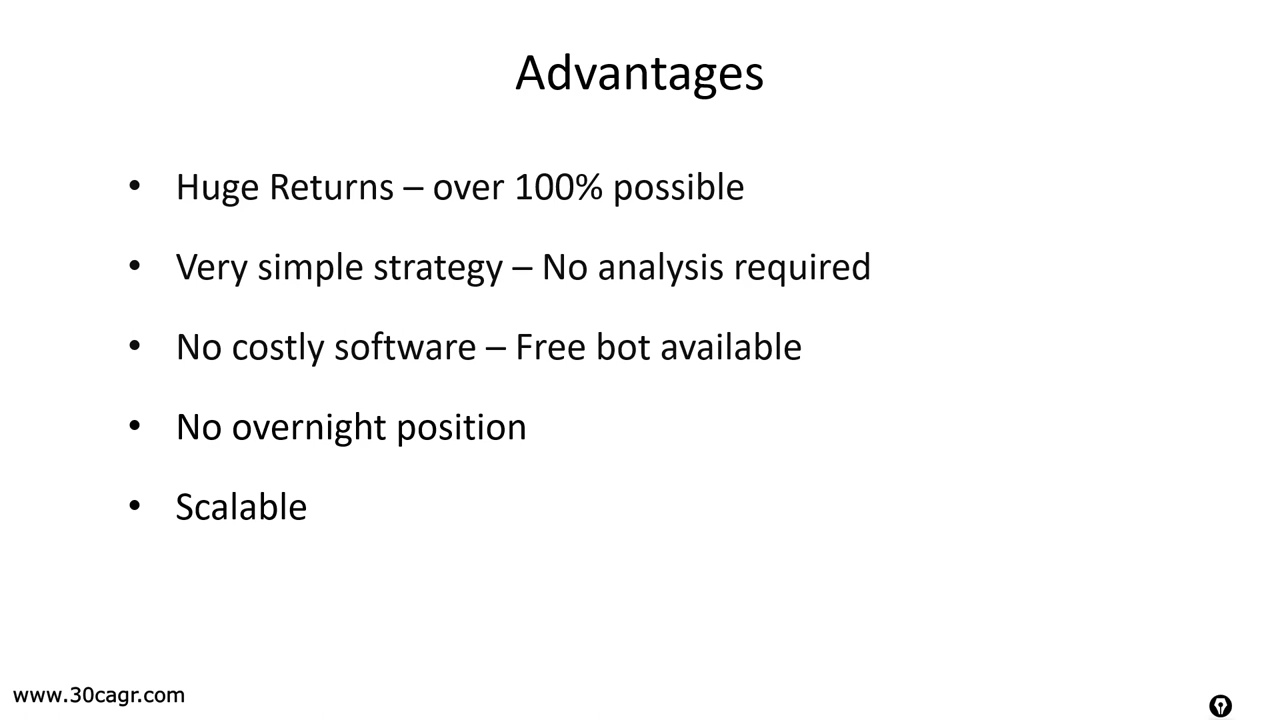 Advantages
• Huge Returns – over 100% possible
• Very simple strategy – No analysis required
• No costly software – Free bot available
• No overnight position
• Scalable
www.30cagr.com